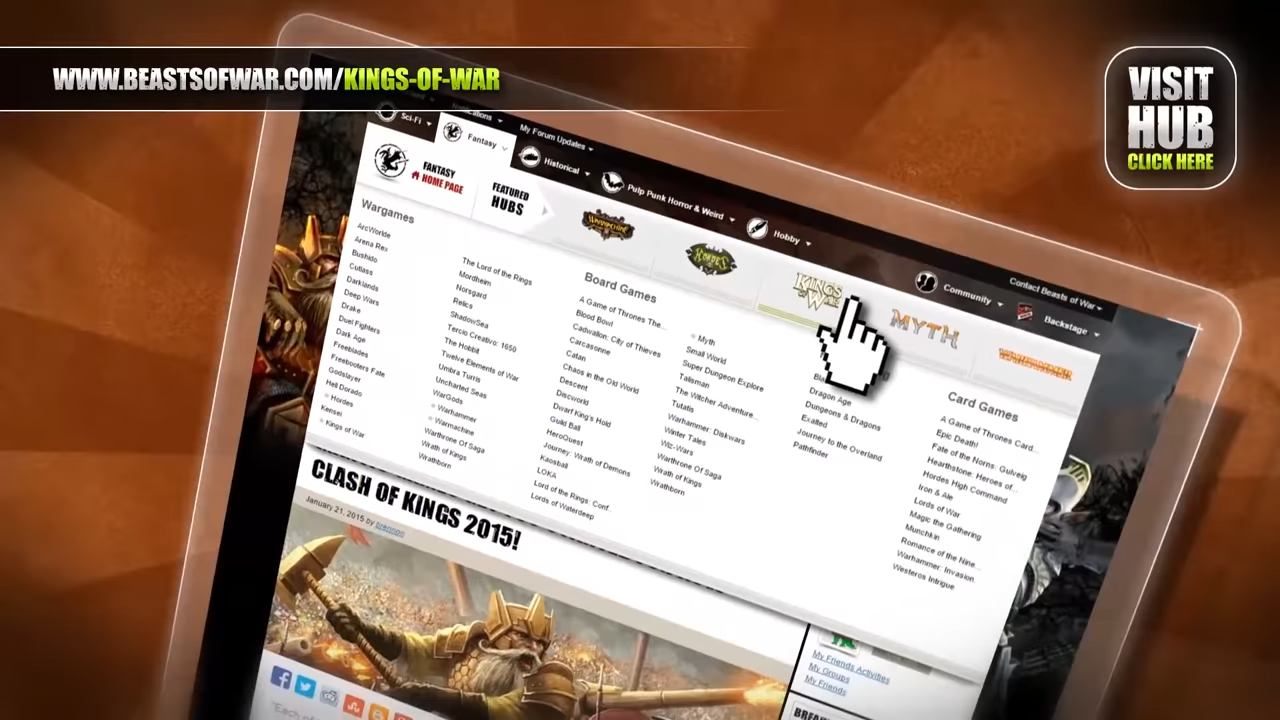 WWW.BEASTSOFWAR.COM/KINGS-OF-WAR
VISIT
HUB
CLICK HERE
Sci-Fi
Notifications
My Forum Updates
Fantasy
Historical
Pulp Punk Horror & Weird
Hobby
Community
Contact Beasts of War
Backstage
FANTASY
HOME PAGE
FEATURED
HUBS
WARMACHINE
HORDES
KINGS
OF WAR
MYTH
WARHAMMER
Wargames
ArcWorlde
Arena Rex
Bushido
Cutlass
Darklands
Deep Wars
Drake
Duel Fighters
Dark Age
Freeblades
Freebooters Fate
Godslayer
Hell Dorado
Hordes
Kensei
Kings of War
The Lord of the Rings
Mordheim
Norsgard
Relics
ShadowSea
Tercio Creativo: 1650
The Hobbit
Twelve Elements of War
Umbra Turris
Uncharted Seas
WarGods
Warhammer
Warmachine
Warthrone Of Saga
Wrath of Kings
Wrathborn
Board Games
A Game of Thrones The...
Blood Bowl
Cadwallon: City of Thieves
Carcasonne
Catan
Chaos in the Old World
Descent
Discworld
Dwarf King's Hold
Guild Ball
HeroQuest
Journey: Wrath of Demons
Kaosball
LOKA
Lord of the Rings: Conf.
Lords of Waterdeep
Myth
Small World
Super Dungeon Explore
Talisman
The Witcher Adventure...
Tutatis
Warhammer: Diskwars
Winter Tales
Wiz-Wars
Warthrone Of Saga
Wrath of Kings
Wrathborn
Dragon Age
Dungeons & Dragons
Exalted
Journey to the Overland
Pathfinder
Card Games
A Game of Thrones Card...
Epic Death!
Fate of the Norns: Gulveig
Hearthstone: Heroes of...
Hordes High Command
Iron & Ale
Lords of War
Magic the Gathering
Munchkin
Romance of the Nine...
Warhammer: Invasion
Westeros Intrigue
CLASH OF KINGS 2015!
January 21, 2015 by brennon
My Friends Activities
My Groups
My Friends
"Each of